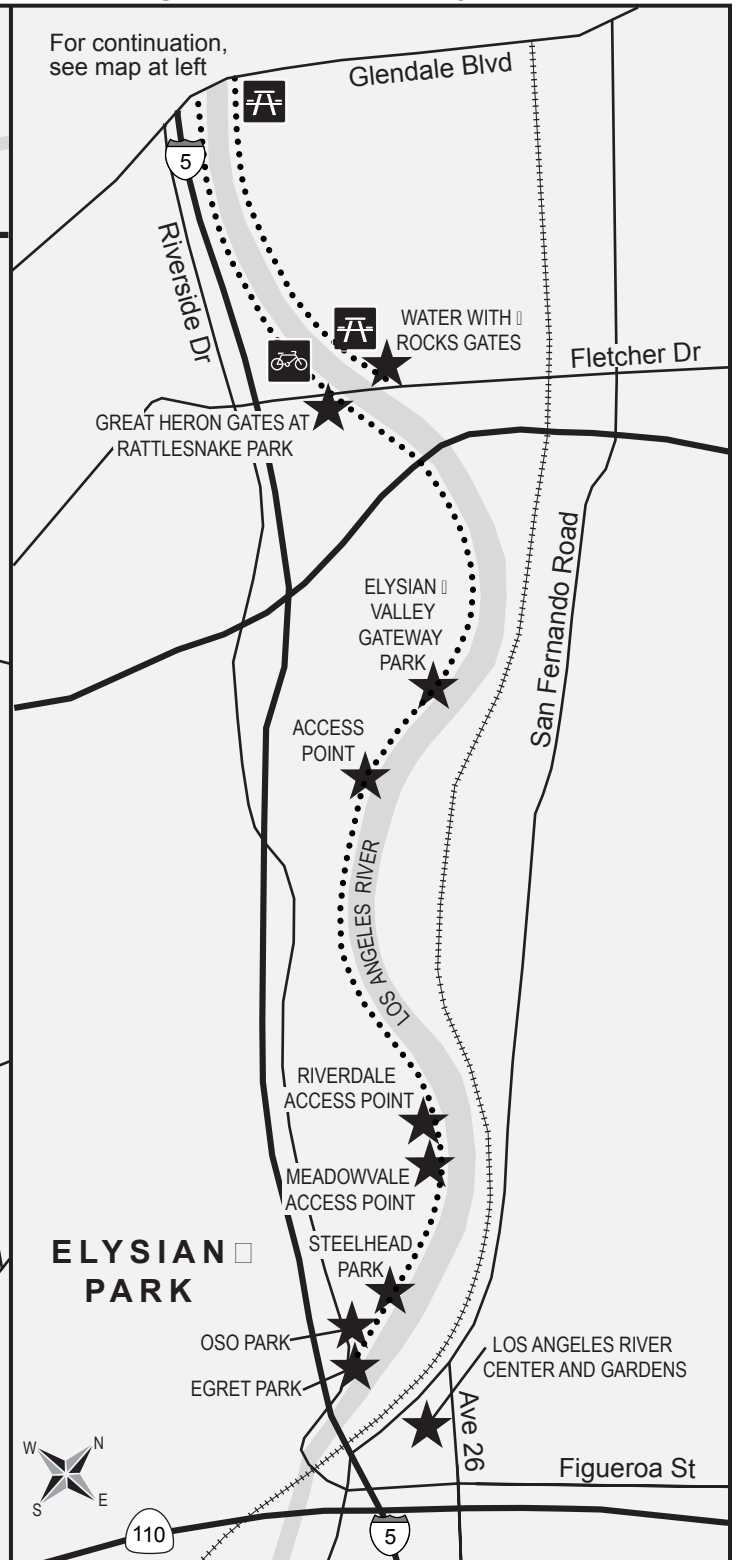 For continuation,
see map at left
Glendale Blvd
5
Riverside Dr
WATER WITH
ROCKS GATES
Fletcher Dr
GREAT HERON GATES AT
RATTLESNAKE PARK
ELYSIAN
VALLEY
GATEWAY
PARK
San Fernando Road
ACCESS
POINT
LOS ANGELES RIVER
RIVERDALE
ACCESS POINT
MEADOWVALE
ACCESS POINT
ELYSIAN
PARK
STEELHEAD
PARK
OSO PARK
EGRET PARK
LOS ANGELES RIVER
CENTER AND GARDENS
Ave 26
W
N
S
E
Figueroa St
110
5